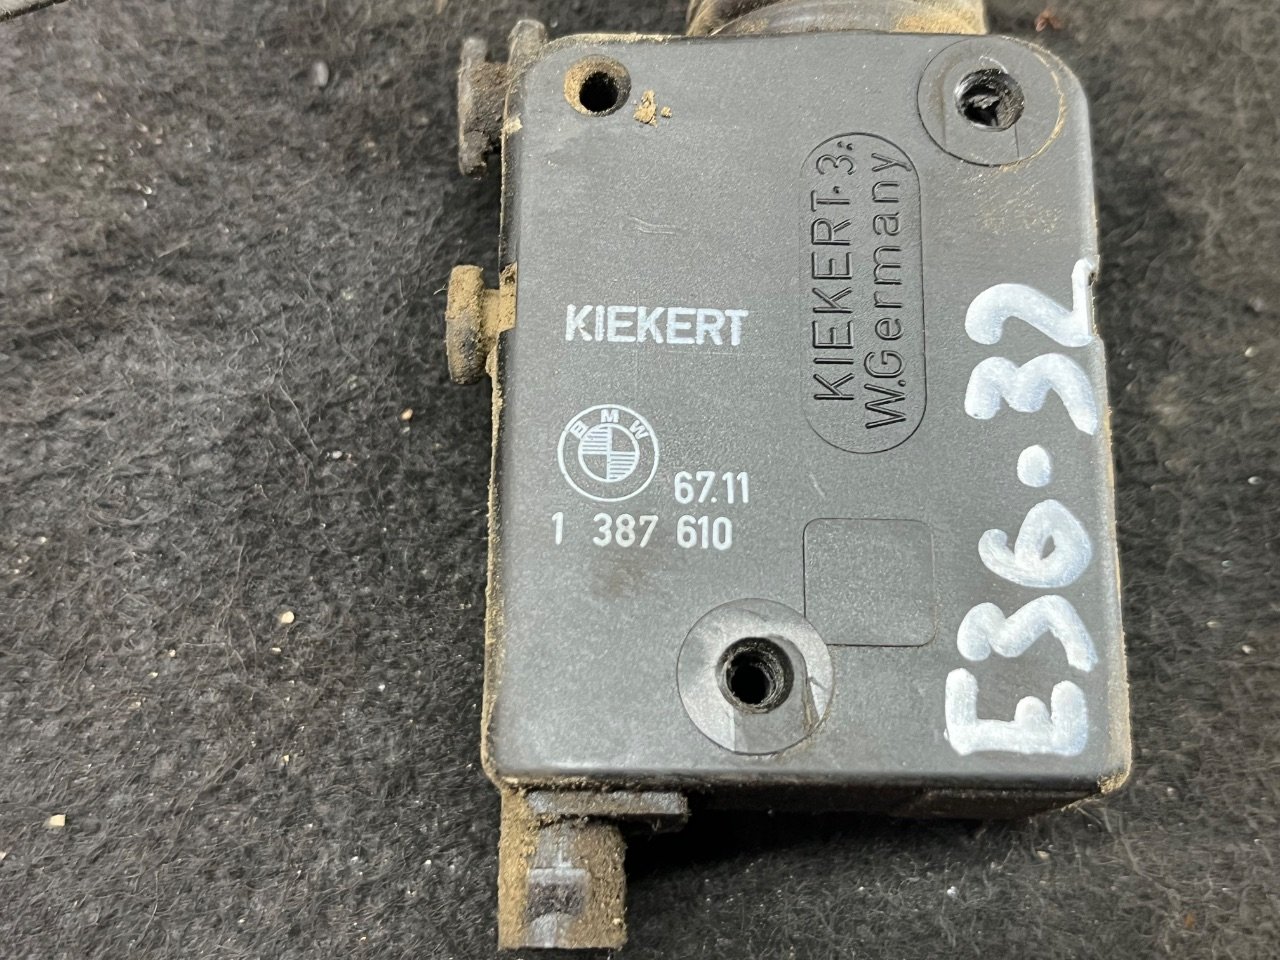 KIEKERT
BMW
67.11
1 387 610
KIEKERT.3
W.Germany
E36-32